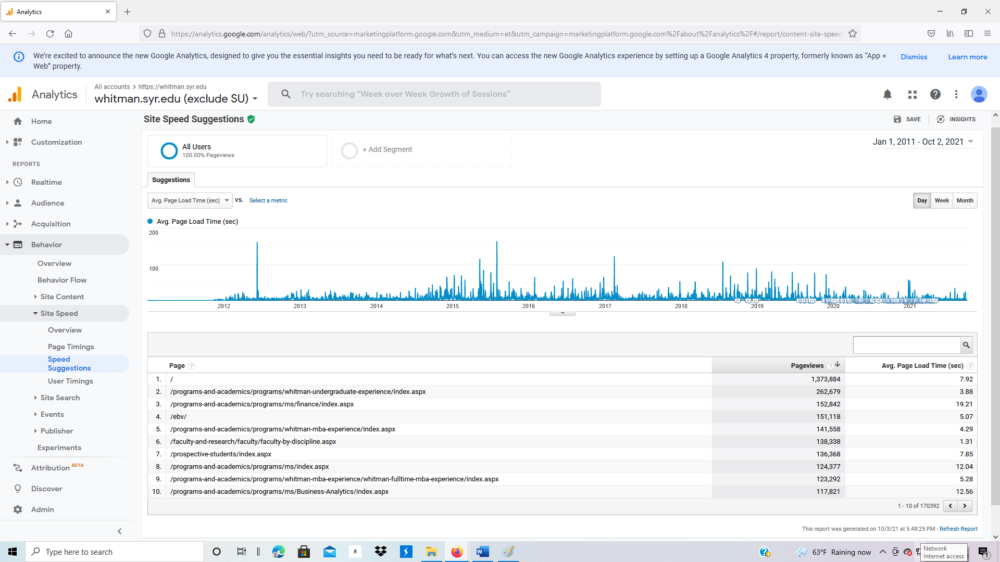 Analytics
https://analytics.google.com/analytics/web/?utm_source=marketingplatform.google.com&utm_medium=et&utm_campaign=marketingplatform.google.com%2Fabout%2Fanalytics%2F#/report/content-site-speed
We're excited to announce the new Google Analytics, designed to give you the essential insights you need to be ready for what's next. You can access the new Google Analytics experience by setting up a Google Analytics 4 property, formerly known as "App +
Web" property.
Dismiss
Learn more
Analytics
All accounts > https://whitman.syr.edu
whitman.syr.edu (exclude SU)
Try searching "Week over Week Growth of Sessions"
Home
Customization
REPORTS
Realtime
Audience
Acquisition
Behavior
Overview
Behavior Flow
Site Content
Site Speed
Overview
Page Timings
Speed
Suggestions
User Timings
Site Search
Events
Publisher
Experiments
Attribution BETA
Discover
Admin
Site Speed Suggestions
SAVE
INSIGHTS
All Users
100.00% Pageviews
+ Add Segment
Jan 1, 2011 - Oct 2, 2021
Suggestions
Avg. Page Load Time (sec)
VS.
Select a metric
Day
Week
Month
Avg. Page Load Time (sec)
200
100
2012 2013 2014 2015 2016 2017 2018 2019 2020 2021
Page ? Pageviews ? Avg. Page Load Time (sec) ?
1. / 1,373,884 7.92
2. /programs-and-academics/programs/whitman-undergraduate-experience/index.aspx 262,679 3.88
3. /programs-and-academics/programs/ms/finance/index.aspx 152,842 19.21
4. /ebv/ 151,118 5.07
5. /programs-and-academics/programs/whitman-mba-experience/index.aspx 141,558 4.29
6. /faculty-and-research/faculty/faculty-by-discipline.aspx 138,338 1.31
7. /prospective-students/index.aspx 136,368 7.85
8. /programs-and-academics/programs/ms/index.aspx 124,377 12.04
9. /programs-and-academics/programs/whitman-mba-experience/whitman-fulltime-mba-experience/index.aspx 123,292 5.28
10. /programs-and-academics/programs/ms/Business-Analytics/index.aspx 117,821 12.56
1 - 10 of 170392
This report was generated on 10/3/21 at 5:48:29 PM - Refresh Report
Type here to search
a
63°F Raining now
Network
Internet access
1